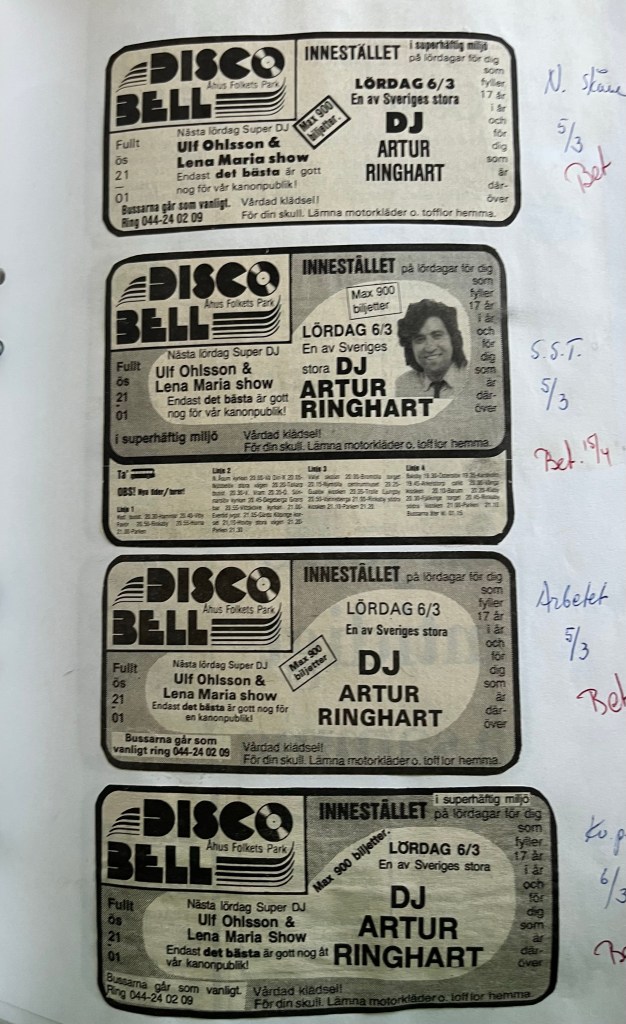 DISCO
BELL
Åhus Folkets Park
INNESTÄLLET
i superhäftig miljö
på lördagar för dig
som
fyller
17 år
i år
och
för
dig
som
är
där-
över
LÖRDAG 6/3
En av Sveriges stora
DJ
ARTUR
RINGHART
Max 900
biljetter.
Fullt
ös
21
—
01
Nästa lördag Super DJ
Ulf Ohlsson &
Lena Maria show
Endast det bästa är gott
nog för vår kanonpublik!
Bussarna går som vanligt.
Ring 044-24 02 09
Vårdad klädsel!
För din skull. Lämna motorkläder o. tofflor hemma.
N. Skåne
5/3
Bet
DISCO
BELL
Åhus Folkets Park
INNESTÄLLET på lördagar för dig
som
fyller
17 år
i år
och
för
dig
som
är
där-
över
Max 900
biljetter
LÖRDAG 6/3
En av Sveriges
stora DJ
ARTUR
RINGHART
Fullt
ös
21
-
01
Nästa lördag Super DJ
Ulf Ohlsson &
Lena Maria show
Endast det bästa är gott
nog för vår kanonpublik!
i superhäftig miljö
Vårdad klädsel!
För din skull. Lämna motorkläder o. tofflor hemma.
Ta'
OBS! Nya tider/turer!
Linje 1
Linje 2
Linje 3
Linje 4
S.S.T.
5/3
Bet. 15/4
DISCO
BELL
Åhus Folkets Park
INNESTÄLLET på lördagar för dig
som
fyller
17 år
i år
och
för
dig
som
är
där-
över
LÖRDAG 6/3
En av Sveriges stora
DJ
ARTUR
RINGHART
Max 900
biljetter
Fullt
ös
21
-
01
Nästa lördag Super DJ
Ulf Ohlsson &
Lena Maria show
Endast det bästa är gott nog för
en kanonpublik!
Bussarna går som
vanligt ring 044-24 02 09
Vårdad klädsel!
För din skull. Lämna motorkläder o. tofflor hemma.
Arbetet
5/3
Bet
DISCO
BELL
Åhus Folkets Park
INNESTÄLLET
i superhäftig miljö
på lördagar för dig
som
fyller
17 år
i år
och
för
dig
som
är
där-
över
Max 900 biljetter.
LÖRDAG 6/3
En av Sveriges stora
DJ
ARTUR
RINGHART
Fullt
ös
21
-
01
Nästa lördag Super DJ
Ulf Ohlsson &
Lena Maria Show
Endast det bästa är gott nog åt
vår kanonpublik!
Bussarna går som vanligt.
Ring 044-24 02 09
Vårdad klädsel!
För din skull. Lämna motorkläder o. tofflor hemma.
Kv. p
6/3